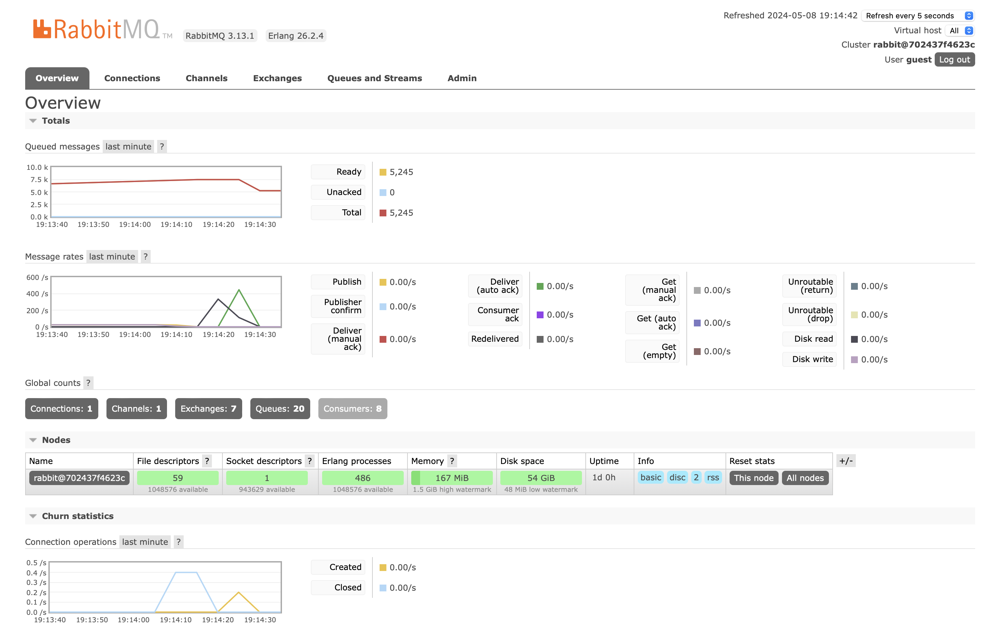 RabbitMQ TM RabbitMQ 3.13.1 Erlang 26.2.4
Refreshed 2024-05-08 19:14:42 Refresh every 5 seconds
Virtual host All
Cluster rabbit@702437f4623c
User guest Log out
Overview Connections Channels Exchanges Queues and Streams Admin
Overview
Totals
Queued messages last minute ?
10.0 k
7.5 k
5.0 k
2.5 k
0.0 k
19:13:40 19:13:50 19:14:00 19:14:10 19:14:20 19:14:30
Ready 5,245
Unacked 0
Total 5,245
Message rates last minute ?
600 /s
400 /s
200 /s
0 /s
19:13:40 19:13:50 19:14:00 19:14:10 19:14:20 19:14:30
Publish 0.00/s
Publisher
confirm 0.00/s
Deliver
(manual
ack) 0.00/s
Deliver
(auto ack) 0.00/s
Consumer
ack 0.00/s
Redelivered 0.00/s
Get
(manual
ack) 0.00/s
Get (auto
ack) 0.00/s
Get
(empty) 0.00/s
Unroutable
(return) 0.00/s
Unroutable
(drop) 0.00/s
Disk read 0.00/s
Disk write 0.00/s
Global counts ?
Connections: 1 Channels: 1 Exchanges: 7 Queues: 20 Consumers: 8
Nodes
Name File descriptors ? Socket descriptors ? Erlang processes Memory ? Disk space Uptime Info Reset stats +/-
rabbit@702437f4623c 59 1 486 167 MiB 54 GiB 1d 0h basic disc 2 rss This node All nodes
1048576 available 943629 available 1048576 available 1.5 GiB high watermark 48 MiB low watermark
Churn statistics
Connection operations last minute ?
0.5 /s
0.4 /s
0.3 /s
0.2 /s
0.1 /s
0.0 /s
19:13:40 19:13:50 19:14:00 19:14:10 19:14:20 19:14:30
Created 0.00/s
Closed 0.00/s